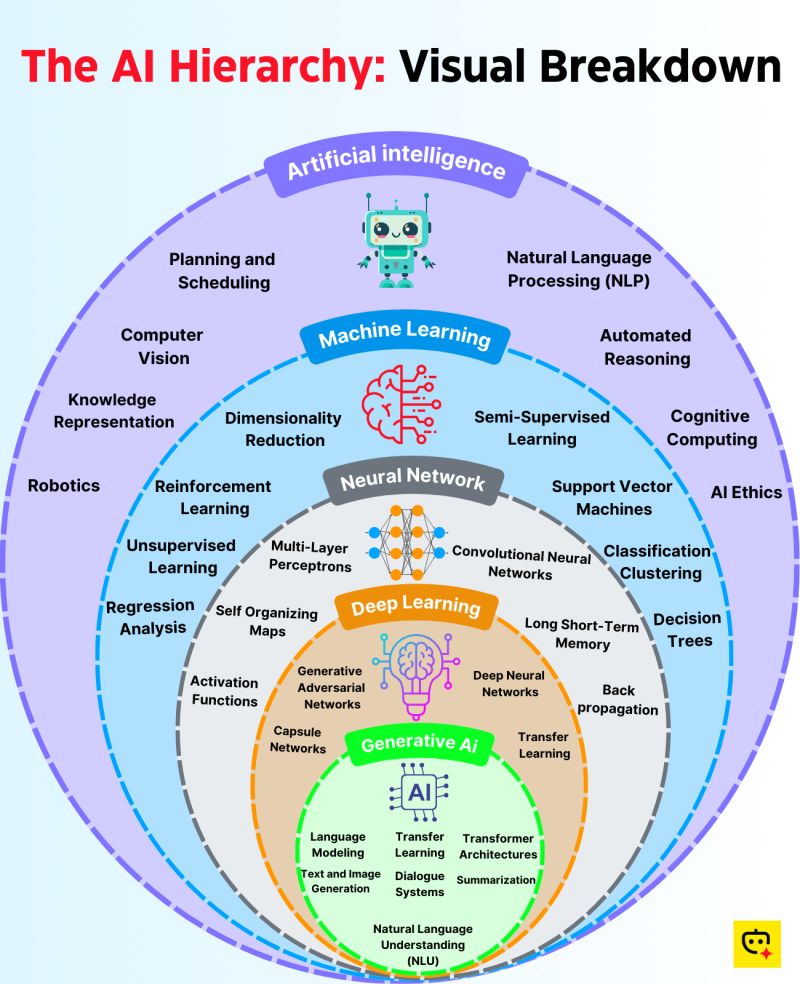 The AI Hierarchy: Visual Breakdown
Artificial intelligence
Planning and
Scheduling
Natural Language
Processing (NLP)
Computer
Vision
Automated
Reasoning
Knowledge
Representation
Cognitive
Computing
Robotics
AI Ethics
Machine Learning
Dimensionality
Reduction
Semi-Supervised
Learning
Reinforcement
Learning
Support Vector
Machines
Unsupervised
Learning
Classification
Clustering
Regression
Analysis
Decision
Trees
Neural Network
Multi-Layer
Perceptrons
Convolutional Neural
Networks
Self Organizing
Maps
Long Short-Term
Memory
Activation
Functions
Back
propagation
Deep Learning
Generative
Adversarial
Networks
Deep Neural
Networks
Capsule
Networks
Transfer
Learning
Generative Ai
AI
Language
Modeling
Transfer
Learning
Transformer
Architectures
Text and Image
Generation
Dialogue
Systems
Summarization
Natural Language
Understanding
(NLU)